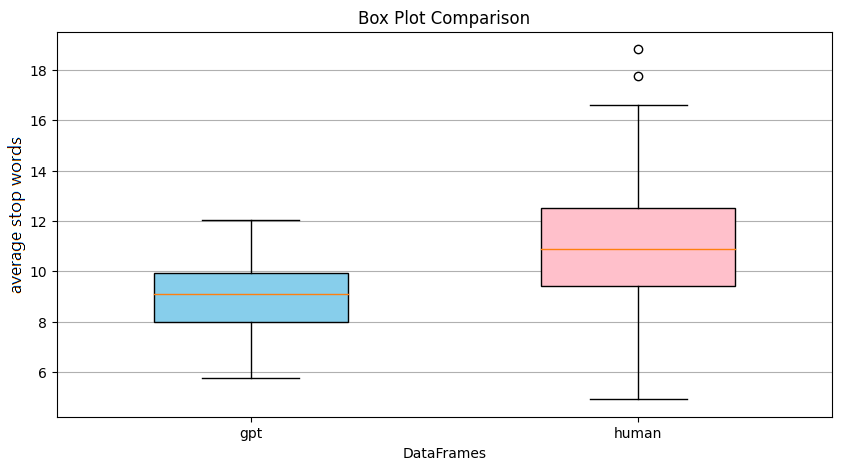 Box Plot Comparison
average stop words
18
16
14
12
10
8
6
gpt
human
DataFrames